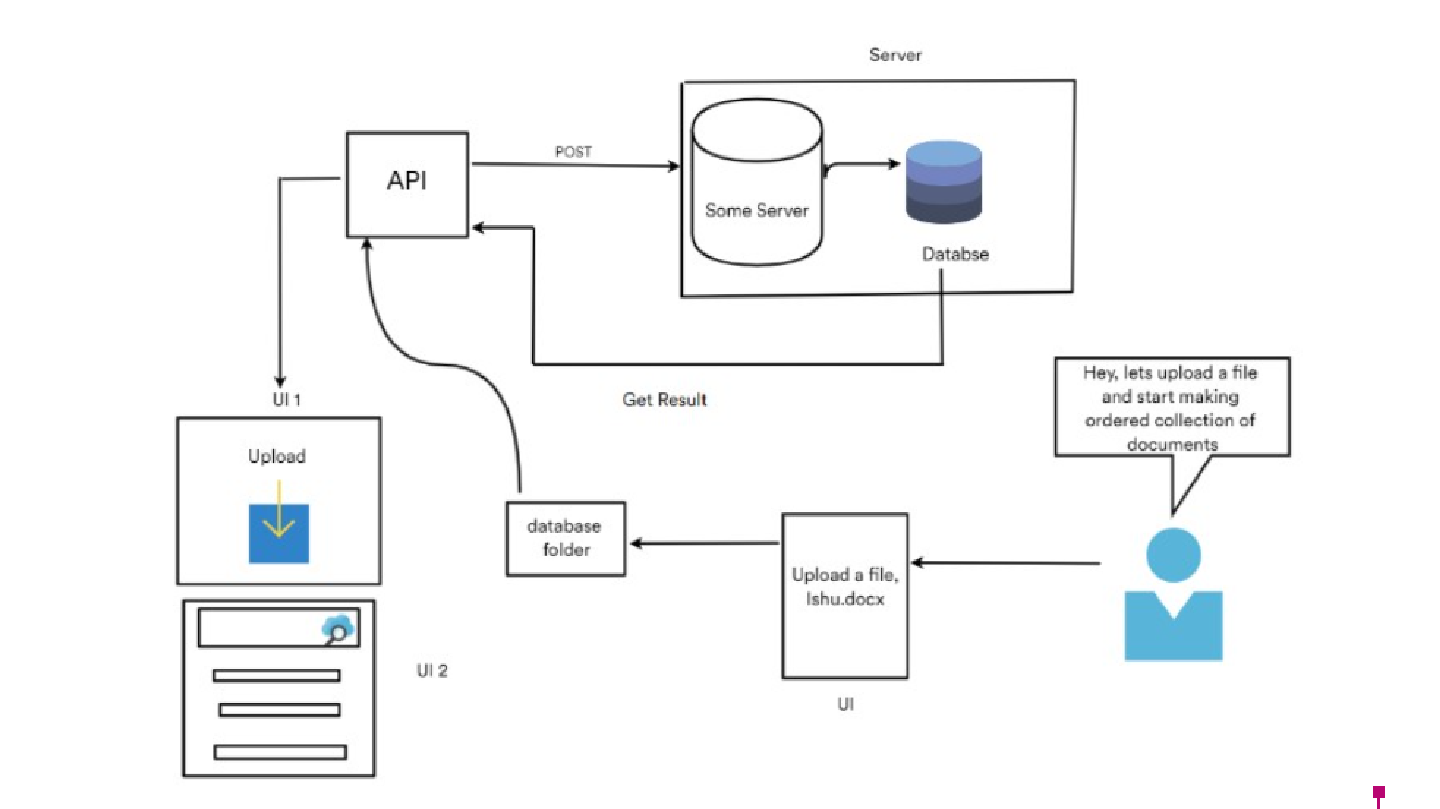 Server
POST
API
Some Server
Databse
Hey, lets upload a file
and start making
ordered collection of
documents
UI 1
Get Result
Upload
database
folder
Upload a file,
Ishu.docx
UI 2
UI